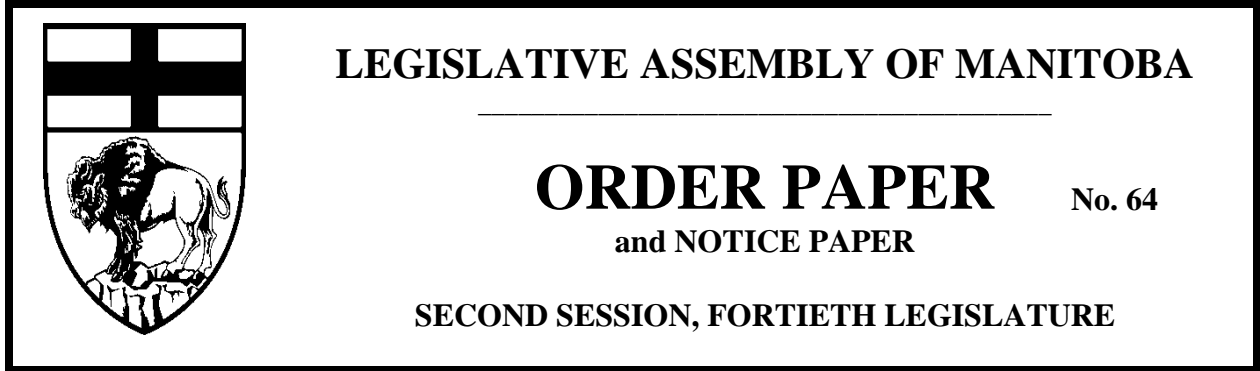 LEGISLATIVE ASSEMBLY OF MANITOBA
ORDER PAPER No. 64
and NOTICE PAPER
SECOND SESSION, FORTIETH LEGISLATURE